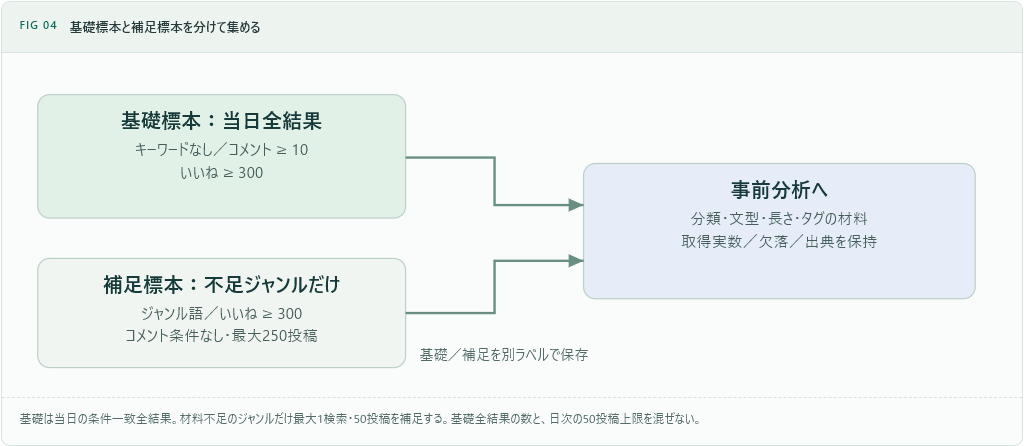 FIG 04 基礎標本と補足標本を分けて集める
基礎標本：当日全結果
キーワードなし／コメント ≥ 10
いいね ≥ 300
補足標本：不足ジャンルだけ
ジャンル語／いいね ≥ 300
コメント条件なし・最大250投稿
事前分析へ
分類・文型・長さ・タグの材料
取得実数／欠落／出典を保持
基礎／補足を別ラベルで保存
基礎は当日の条件一致全結果。材料不足のジャンルだけ最大1検索・50投稿を補足する。基礎全結果の数と、日次の50投稿上限を混ぜない。